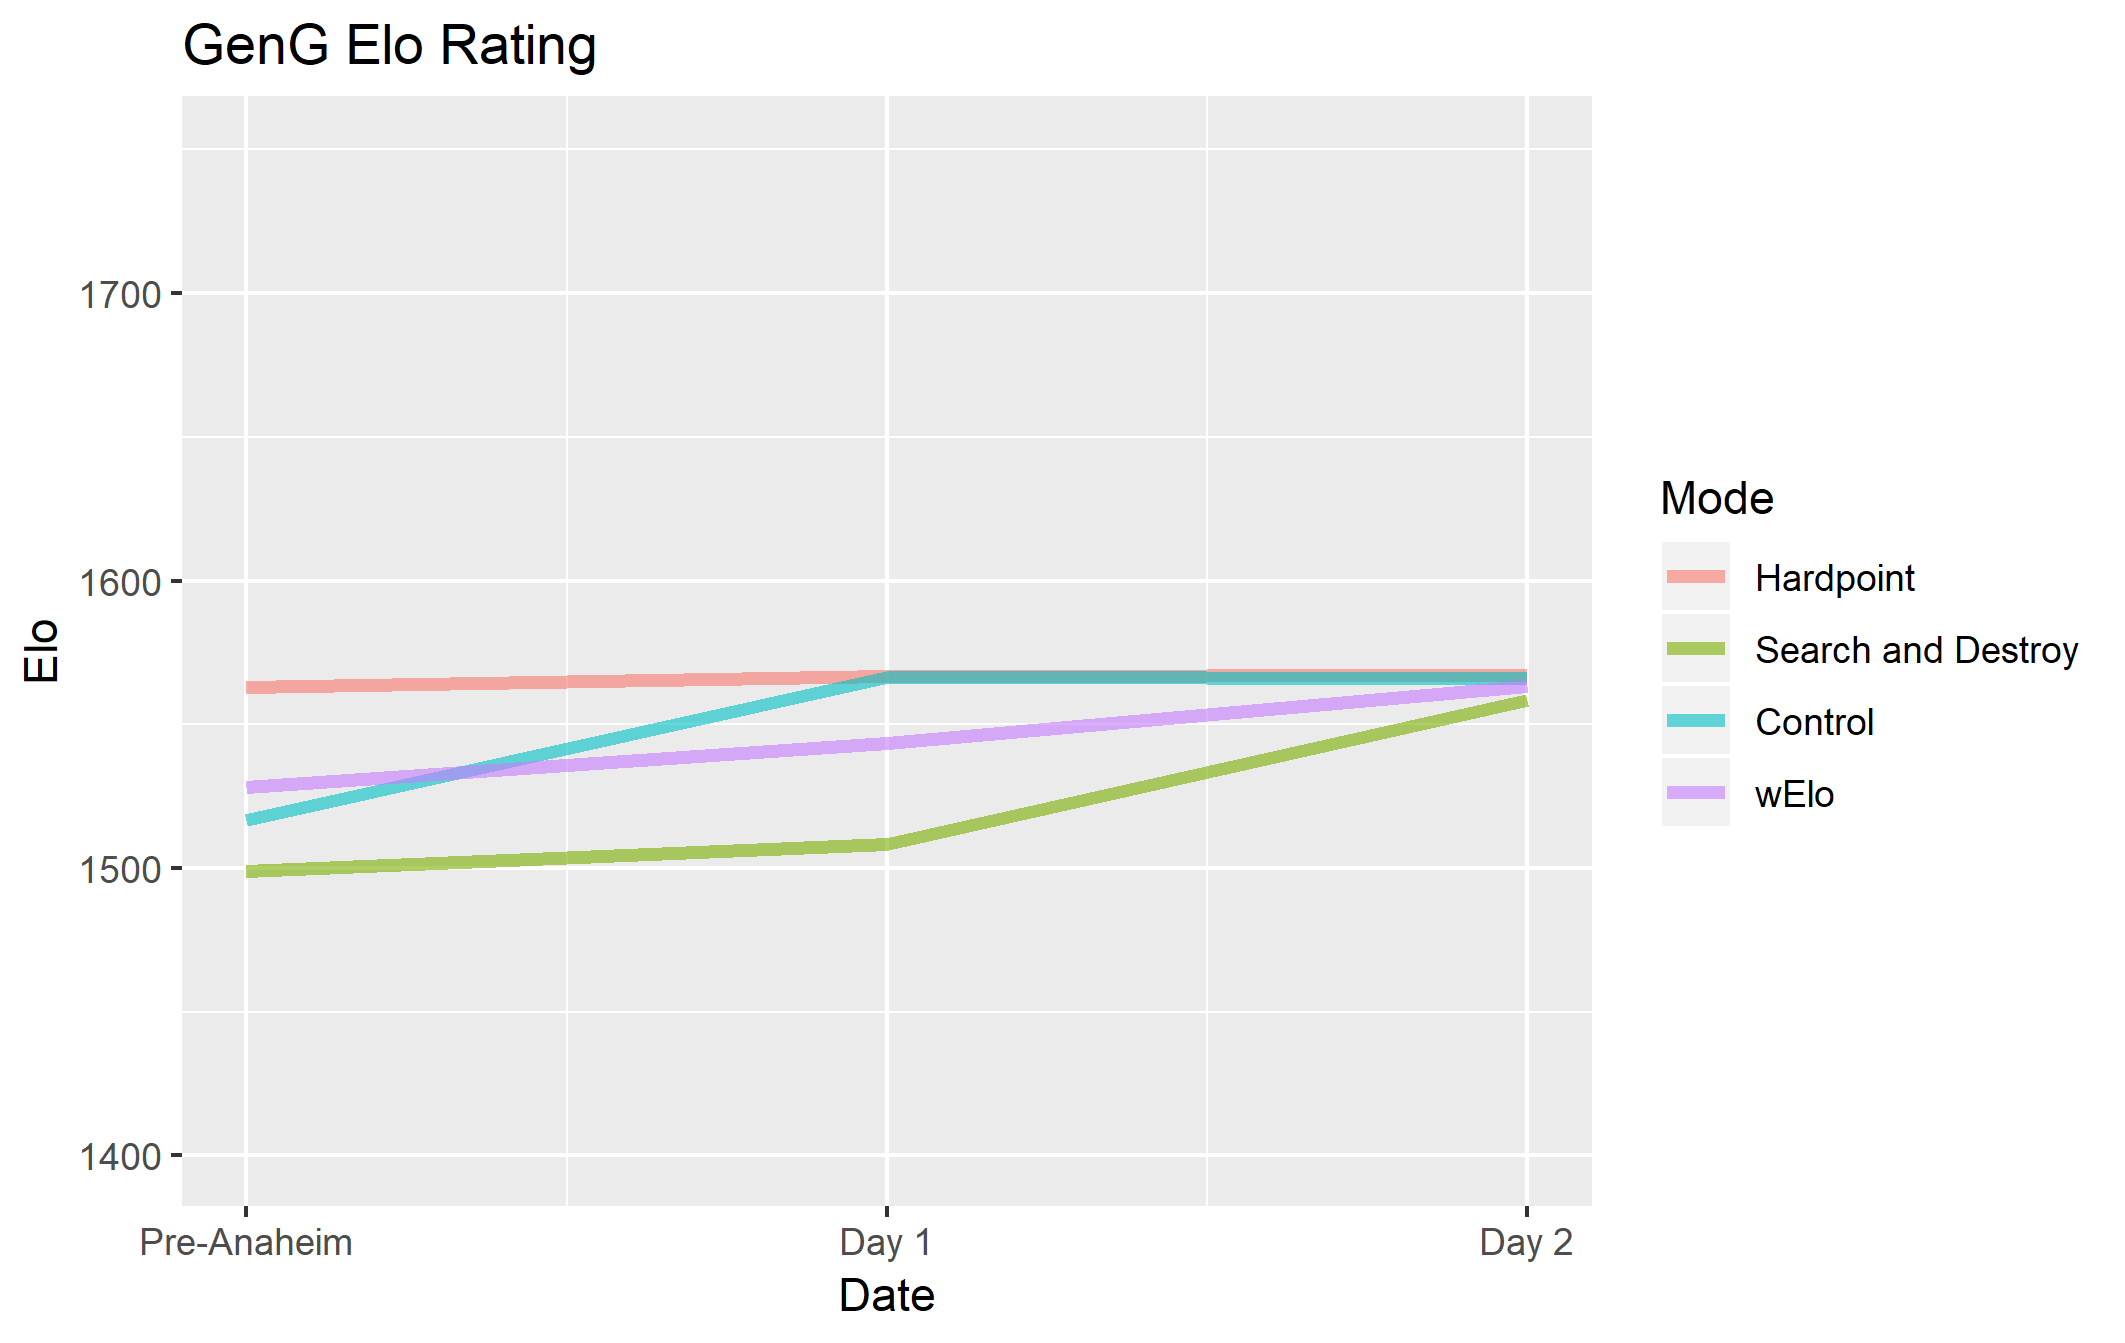 GenG Elo Rating
Elo
1700
1600
1500
1400
Pre-Anaheim
Day 1
Day 2
Date
Mode
Hardpoint
Search and Destroy
Control
wElo